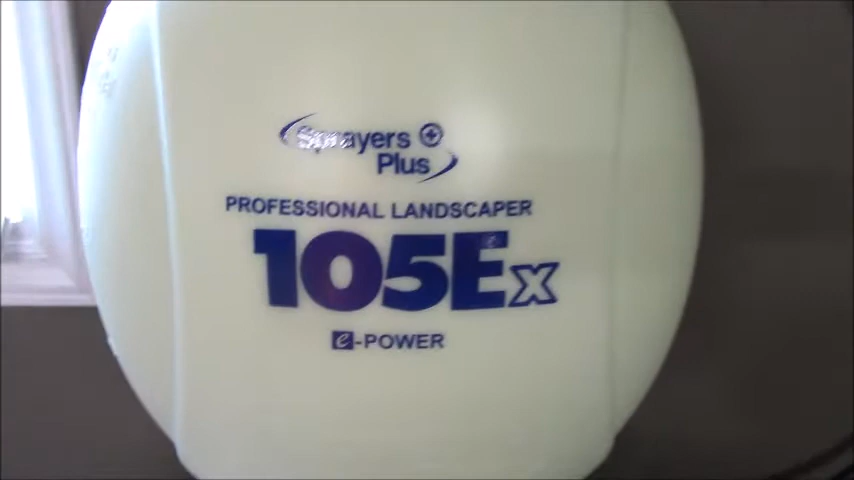 Sprayers
Plus
PROFESSIONAL LANDSCAPER
105Ex
e-POWER